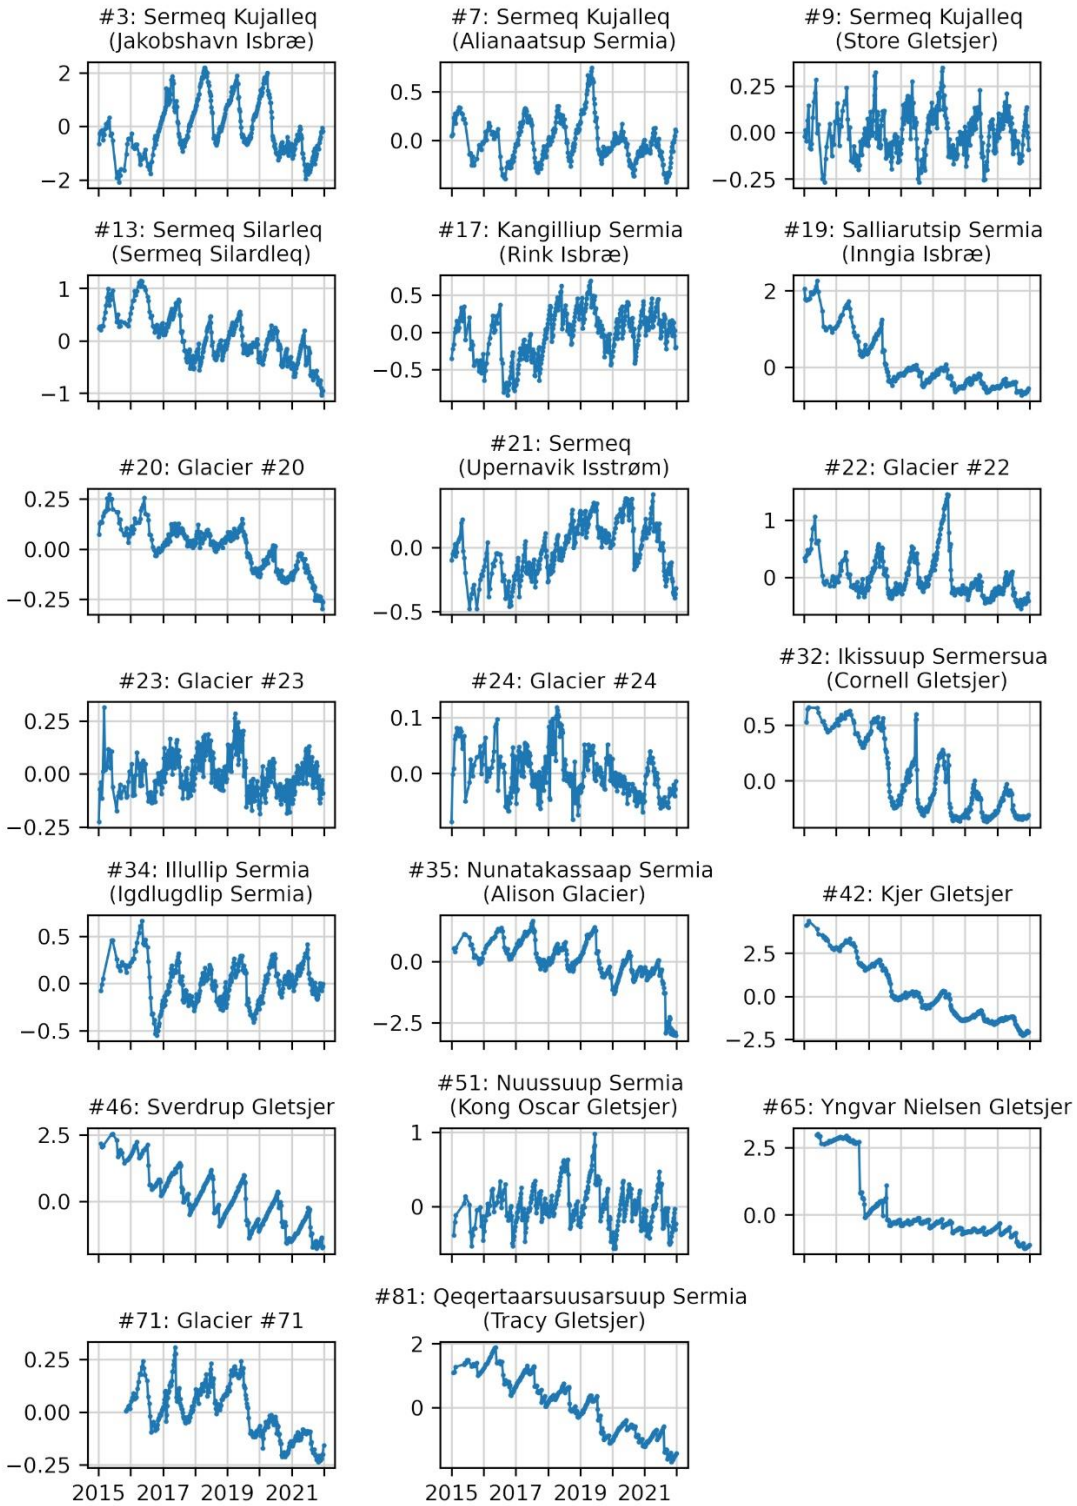 #3: Sermeq Kujalleq
(Jakobshavn Isbræ)
2
0
−2
#7: Sermeq Kujalleq
(Alianaatsup Sermia)
0.5
0.0
#9: Sermeq Kujalleq
(Store Gletsjer)
0.25
0.00
−0.25
#13: Sermeq Silarleq
(Sermeq Silardleq)
1
0
−1
#17: Kangilliup Sermia
(Rink Isbræ)
0.5
0.0
−0.5
#19: Salliarutsip Sermia
(Inngia Isbræ)
2
0
#20: Glacier #20
0.25
0.00
−0.25
#21: Sermeq
(Upernavik Isstrøm)
0.0
−0.5
#22: Glacier #22
1
0
#23: Glacier #23
0.25
0.00
−0.25
#24: Glacier #24
0.1
0.0
#32: Ikissuup Sermersua
(Cornell Gletsjer)
0.5
0.0
#34: Illullip Sermia
(Igdlugdlip Sermia)
0.5
0.0
−0.5
#35: Nunatakassaap Sermia
(Alison Glacier)
0.0
−2.5
#42: Kjer Gletsjer
2.5
0.0
−2.5
#46: Sverdrup Gletsjer
2.5
0.0
#51: Nuussuup Sermia
(Kong Oscar Gletsjer)
1
0
#65: Yngvar Nielsen Gletsjer
2.5
0.0
#71: Glacier #71
0.25
0.00
−0.25
2015 2017 2019 2021
#81: Qeqertaarsuusarsuup Sermia
(Tracy Gletsjer)
2
0
2015 2017 2019 2021